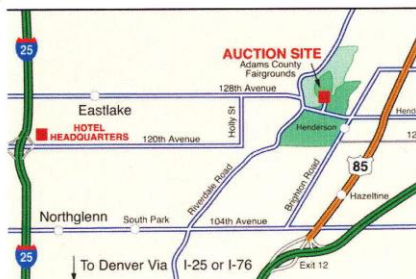 25
AUCTION SITE
Adams County
Fairgrounds
128th Avenue
Eastlake
Holly St
HOTEL
HEADQUARTERS
120th Avenue
Henderson
85
Riverdale Road
Brighton Road
Hazeltine
Northglenn
South Park
104th Avenue
25
To Denver Via
I-25 or I-76
Exit 12